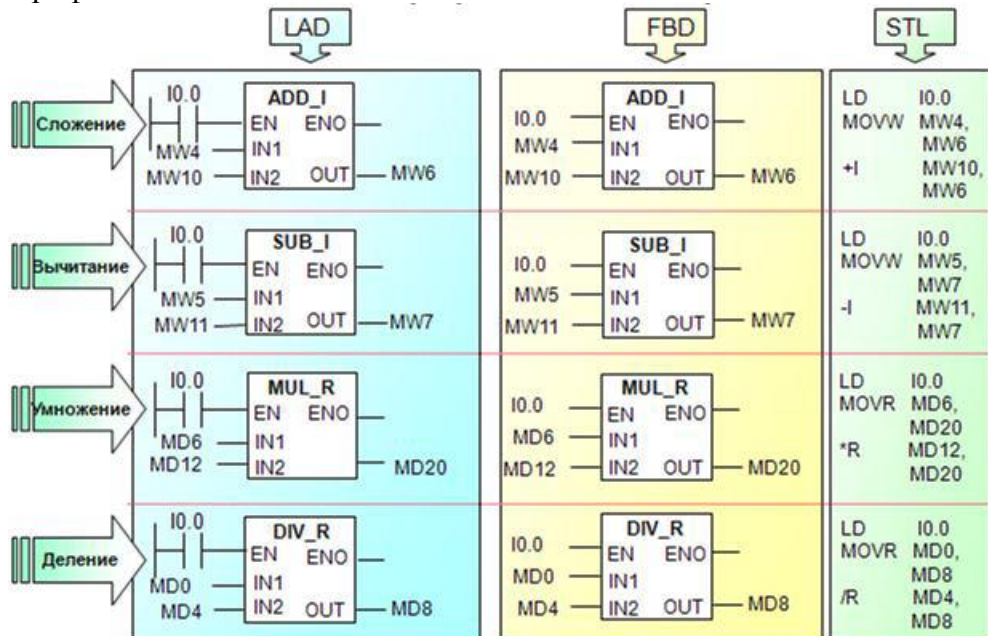 LAD
FBD
STL
Сложение
I0.0
ADD_I
EN ENO
MW4
IN1
MW10
IN2 OUT
MW6
I0.0
ADD_I
EN ENO
MW4
IN1
MW10
IN2 OUT
MW6
LD I0.0
MOVW MW4,
MW6
+I MW10,
MW6
Вычитание
I0.0
SUB_I
EN ENO
MW5
IN1
MW11
IN2 OUT
MW7
I0.0
SUB_I
EN ENO
MW5
IN1
MW11
IN2 OUT
MW7
LD I0.0
MOVW MW5,
MW7
-I MW11,
MW7
Умножение
I0.0
MUL_R
EN ENO
MD6
IN1
MD12
IN2
MD20
I0.0
MUL_R
EN ENO
MD6
IN1
MD12
IN2 OUT
MD20
LD I0.0
MOVR MD6,
MD20
*R MD12,
MD20
Деление
I0.0
DIV_R
EN ENO
MD0
IN1
MD4
IN2 OUT
MD8
I0.0
DIV_R
EN ENO
MD0
IN1
MD4
IN2 OUT
MD8
LD I0.0
MOVR MD0,
MD8
/R MD4,
MD8